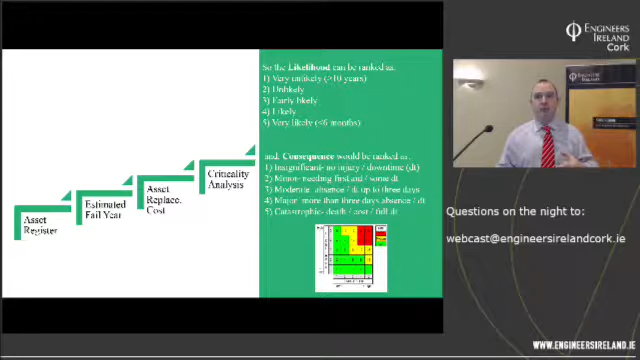 ENGINEERS
IRELAND
Cork
So the Likelihood can be ranked as:
1) Very unlikely (>10 years)
2) Unlikely
3) Early likely
4) Likely
5) Very likely (<6 months)
and Consequence would be ranked as:
1) Insignificant- no injury / downtime (dt)
2) Minor- needing first aid / some dt
3) Moderate- absence / dt up to three days
4) Major- more than three days absence / dt
5) Catastrophic- death / cost / full dt
Criticality
Analysis
Asset
Replace.
Cost
Estimated
Fail Year
Asset
Register
Questions on the night to:
webcast@engineersirelandcork.ie
WWW.ENGINEERSIRELAND.IE